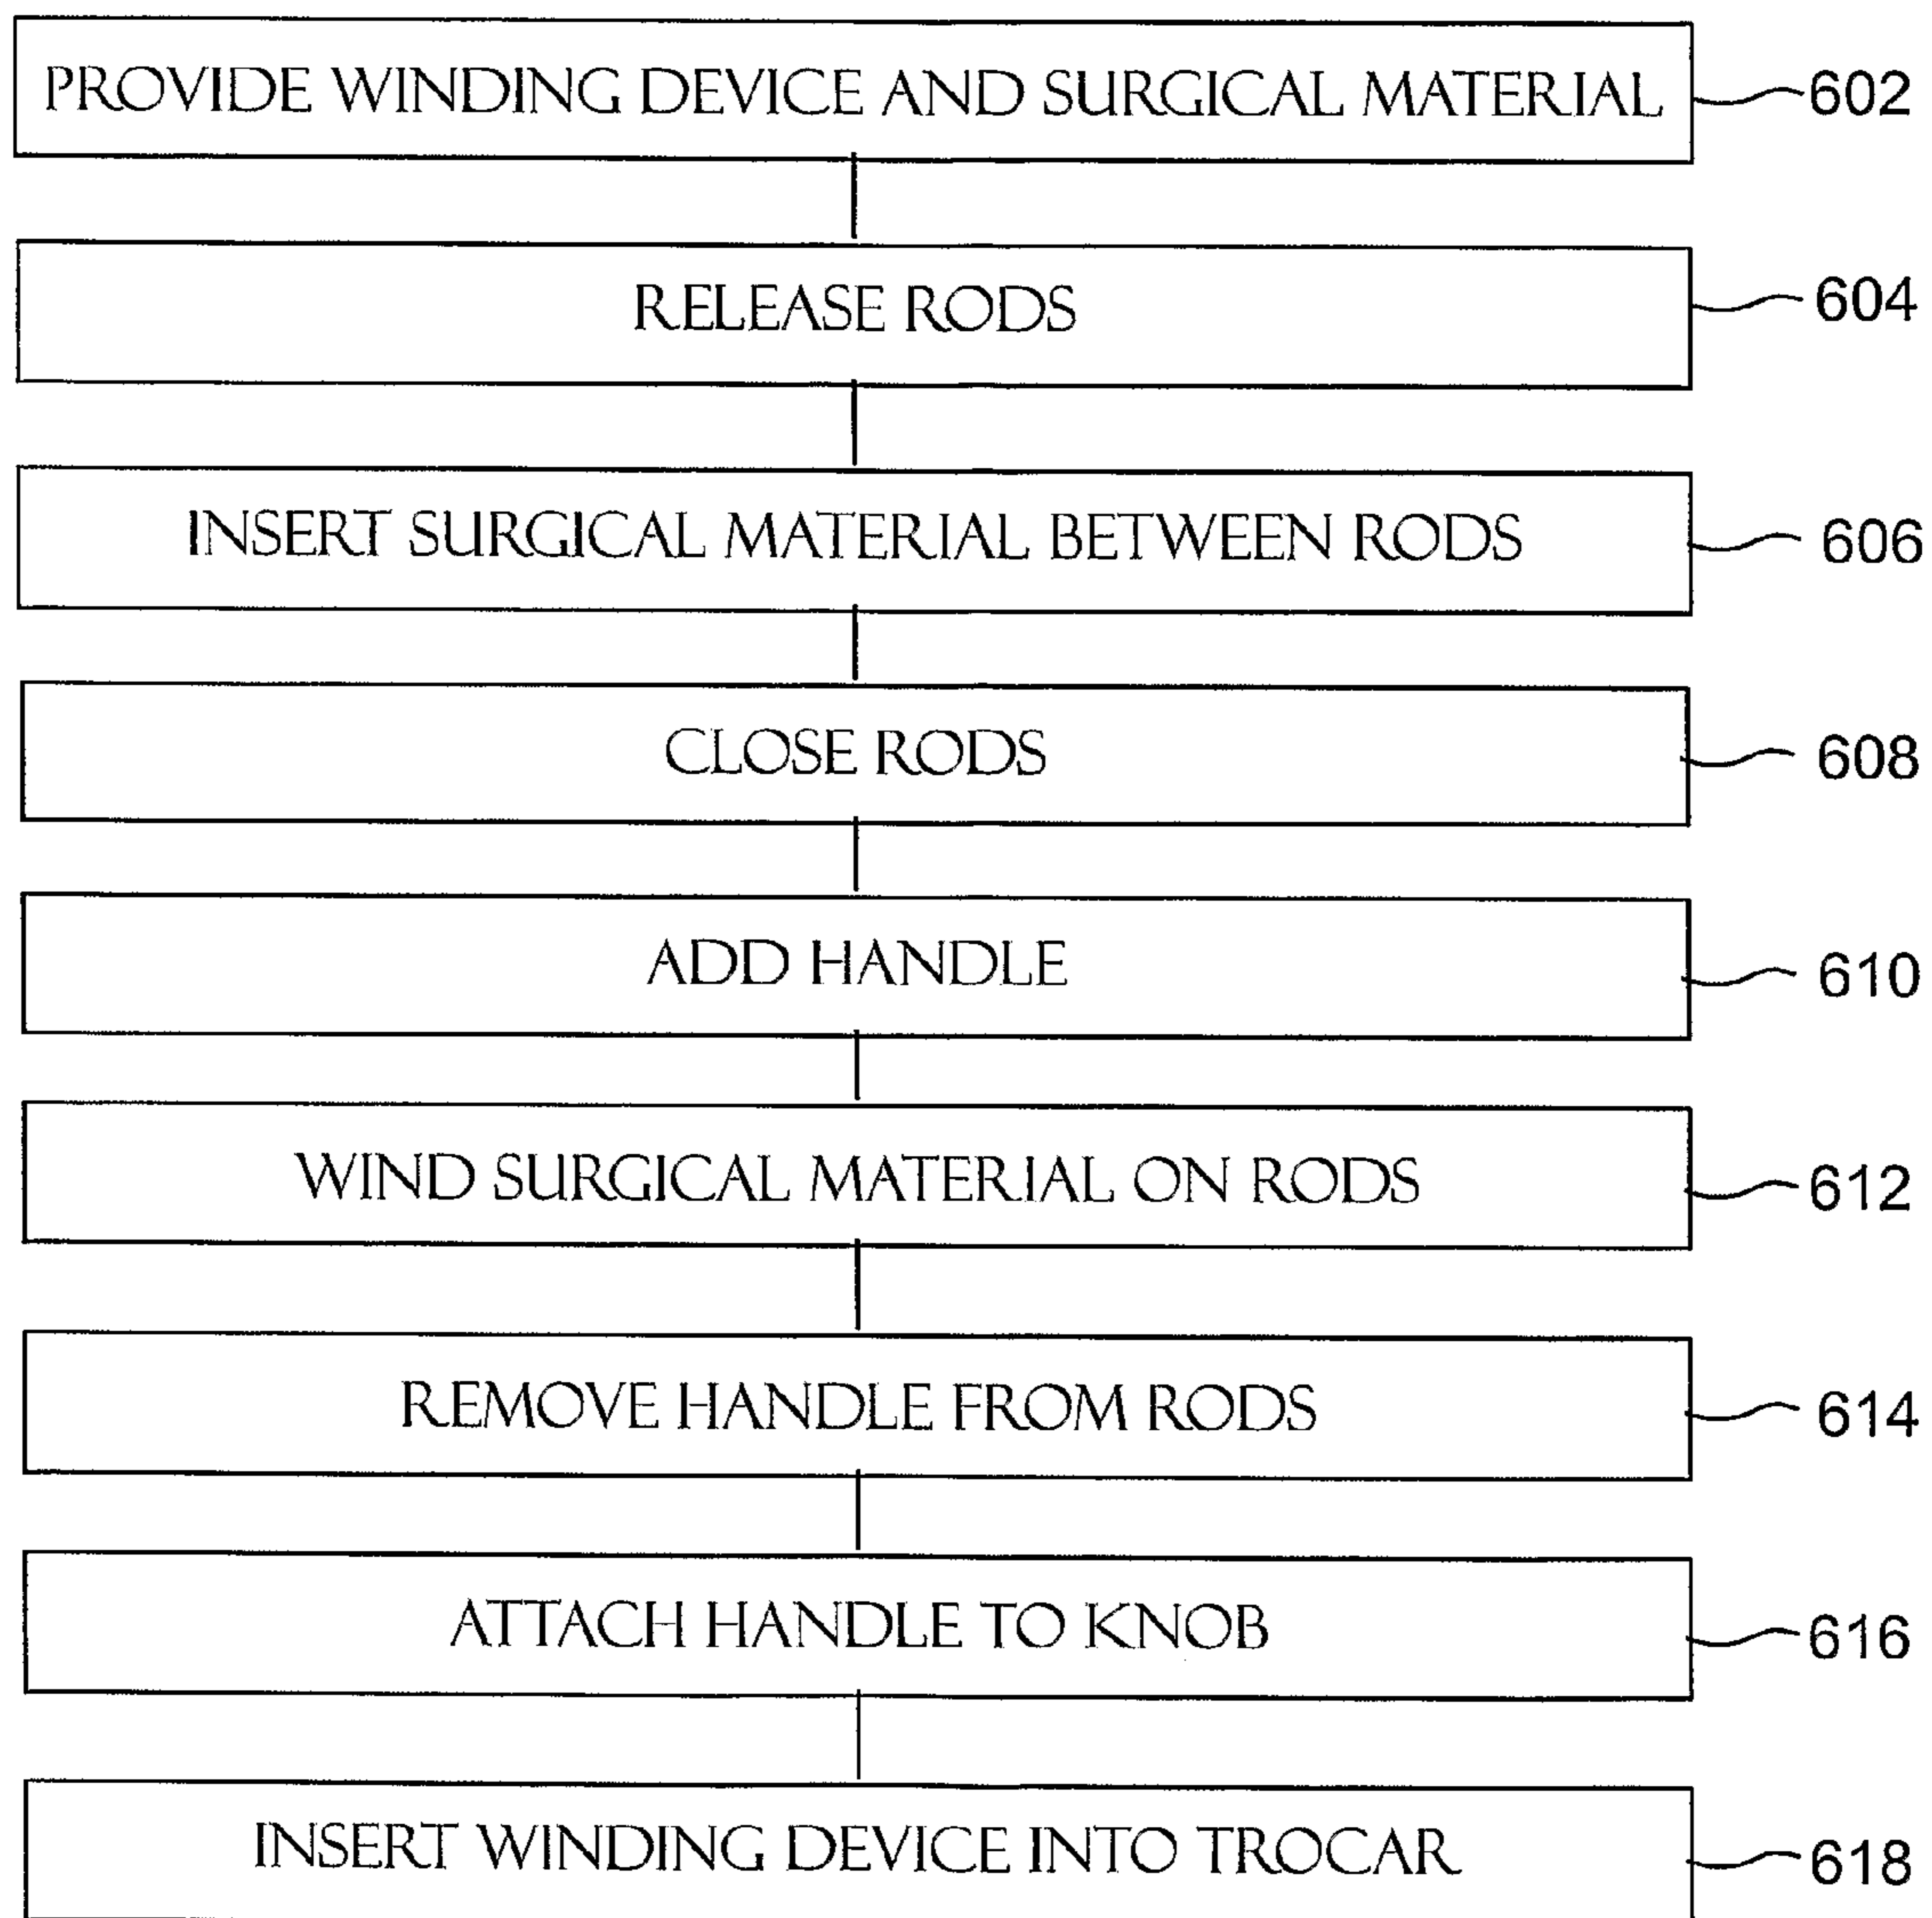 PROVIDE WINDING DEVICE AND SURGICAL MATERIAL 602
RELEASE RODS 604
INSERT SURGICAL MATERIAL BETWEEN RODS 606
CLOSE RODS 608
ADD HANDLE 610
WIND SURGICAL MATERIAL ON RODS 612
REMOVE HANDLE FROM RODS 614
ATTACH HANDLE TO KNOB 616
INSERT WINDING DEVICE INTO TROCAR 618